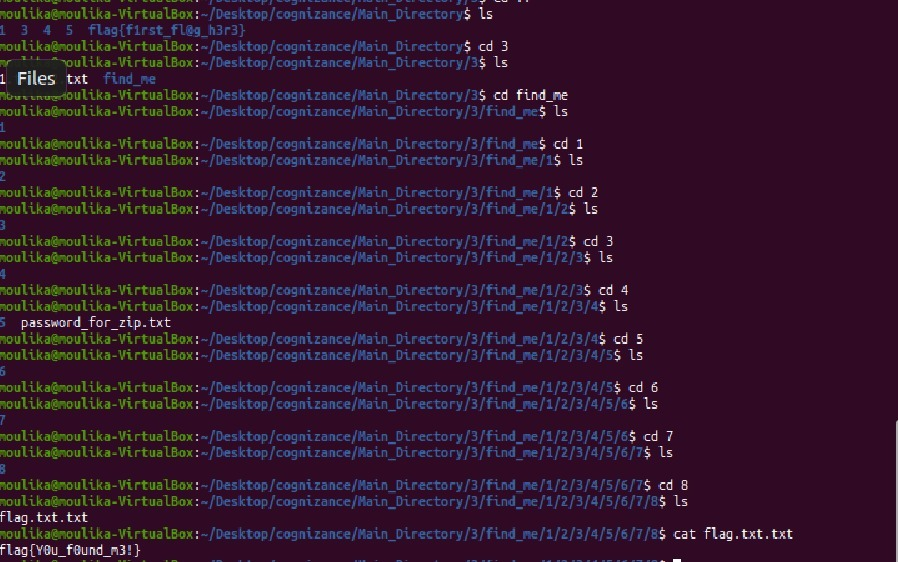 moulika@moulika-VirtualBox:~/Desktop/cognizance/Main_Directory$ ls
1  3  4  5  flag{f1rst_fl@g_h3r3}
moulika@moulika-VirtualBox:~/Desktop/cognizance/Main_Directory$ cd 3
moulika@moulika-VirtualBox:~/Desktop/cognizance/Main_Directory/3$ ls
1 Files txt  find_me
moulika@moulika-VirtualBox:~/Desktop/cognizance/Main_Directory/3$ cd find_me
moulika@moulika-VirtualBox:~/Desktop/cognizance/Main_Directory/3/find_me$ ls
1
moulika@moulika-VirtualBox:~/Desktop/cognizance/Main_Directory/3/find_me$ cd 1
moulika@moulika-VirtualBox:~/Desktop/cognizance/Main_Directory/3/find_me/1$ ls
2
moulika@moulika-VirtualBox:~/Desktop/cognizance/Main_Directory/3/find_me/1$ cd 2
moulika@moulika-VirtualBox:~/Desktop/cognizance/Main_Directory/3/find_me/1/2$ ls
3
moulika@moulika-VirtualBox:~/Desktop/cognizance/Main_Directory/3/find_me/1/2$ cd 3
moulika@moulika-VirtualBox:~/Desktop/cognizance/Main_Directory/3/find_me/1/2/3$ ls
4
moulika@moulika-VirtualBox:~/Desktop/cognizance/Main_Directory/3/find_me/1/2/3$ cd 4
moulika@moulika-VirtualBox:~/Desktop/cognizance/Main_Directory/3/find_me/1/2/3/4$ ls
5  password_for_zip.txt
moulika@moulika-VirtualBox:~/Desktop/cognizance/Main_Directory/3/find_me/1/2/3/4$ cd 5
moulika@moulika-VirtualBox:~/Desktop/cognizance/Main_Directory/3/find_me/1/2/3/4/5$ ls
6
moulika@moulika-VirtualBox:~/Desktop/cognizance/Main_Directory/3/find_me/1/2/3/4/5$ cd 6
moulika@moulika-VirtualBox:~/Desktop/cognizance/Main_Directory/3/find_me/1/2/3/4/5/6$ ls
7
moulika@moulika-VirtualBox:~/Desktop/cognizance/Main_Directory/3/find_me/1/2/3/4/5/6$ cd 7
moulika@moulika-VirtualBox:~/Desktop/cognizance/Main_Directory/3/find_me/1/2/3/4/5/6/7$ ls
8
moulika@moulika-VirtualBox:~/Desktop/cognizance/Main_Directory/3/find_me/1/2/3/4/5/6/7$ cd 8
moulika@moulika-VirtualBox:~/Desktop/cognizance/Main_Directory/3/find_me/1/2/3/4/5/6/7/8$ ls
flag.txt.txt
moulika@moulika-VirtualBox:~/Desktop/cognizance/Main_Directory/3/find_me/1/2/3/4/5/6/7/8$ cat flag.txt.txt
flag{Y0u_f0und_m3!}